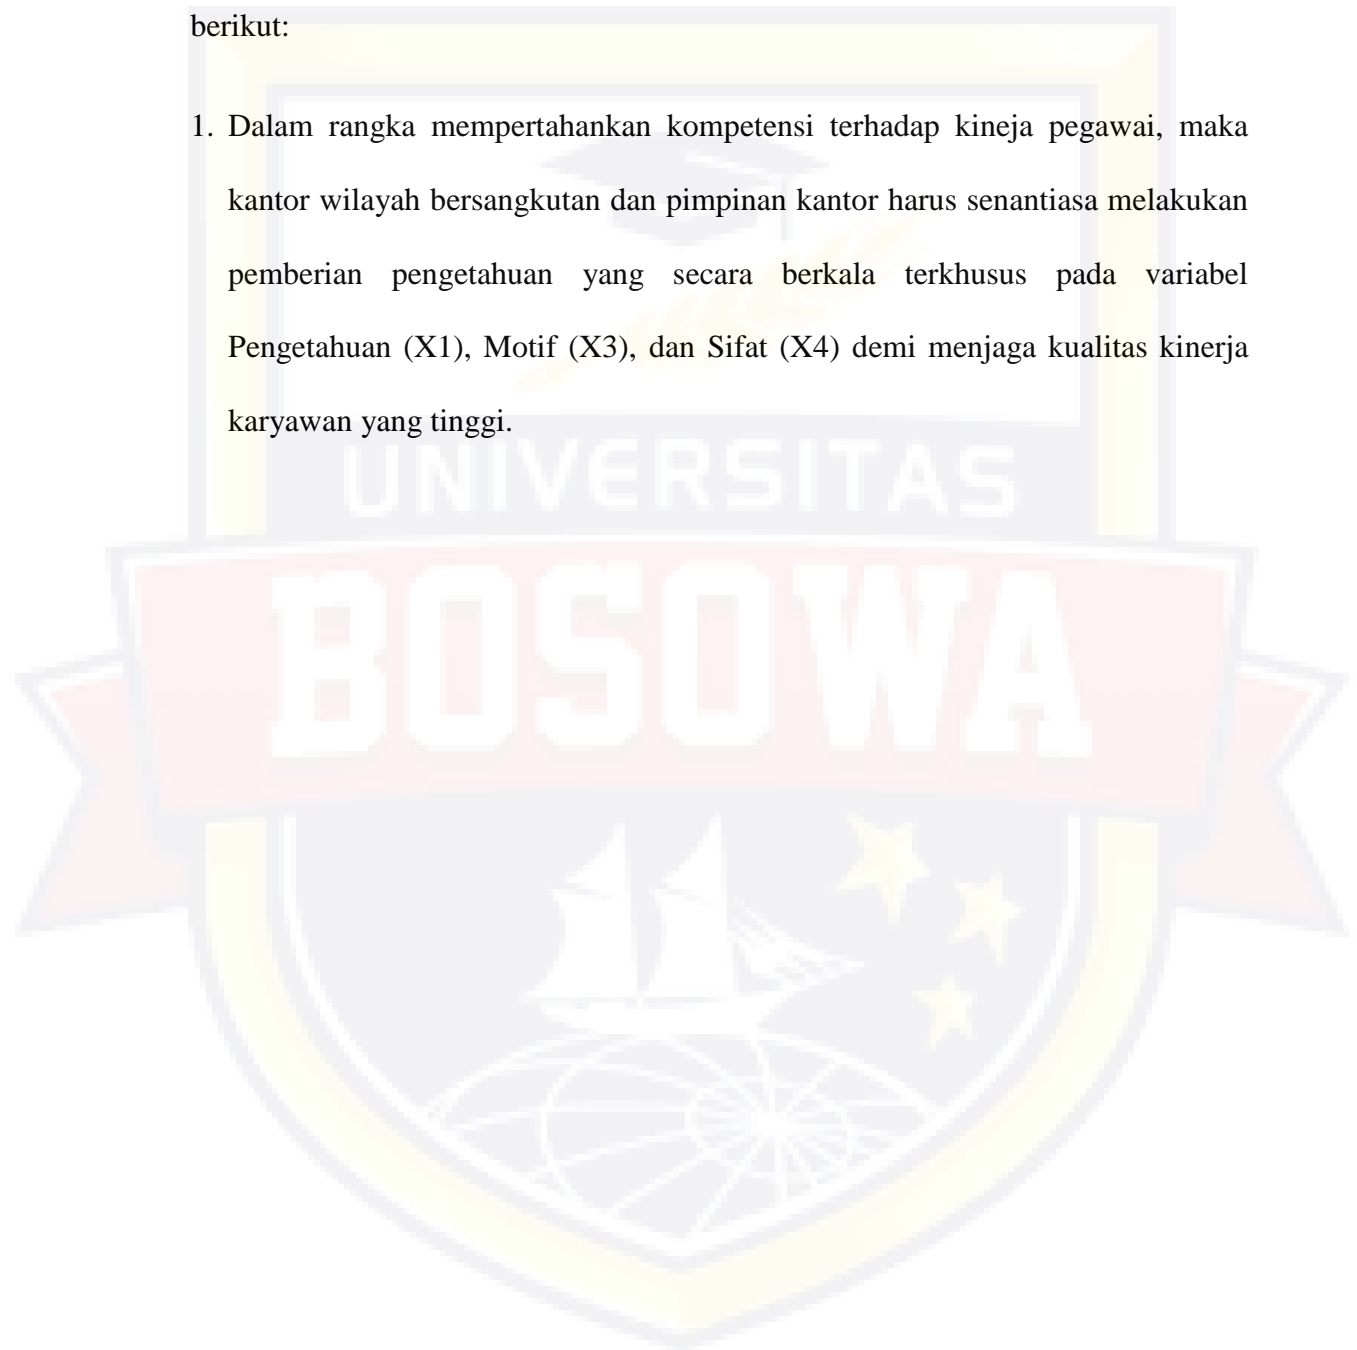 berikut:
1. Dalam rangka mempertahankan kompetensi terhadap kineja pegawai, maka
kantor wilayah bersangkutan dan pimpinan kantor harus senantiasa melakukan
pemberian pengetahuan yang secara berkala terkhusus pada variabel
Pengetahuan (X1), Motif (X3), dan Sifat (X4) demi menjaga kualitas kinerja
karyawan yang tinggi.
UNIVERSITAS
BOSOWA